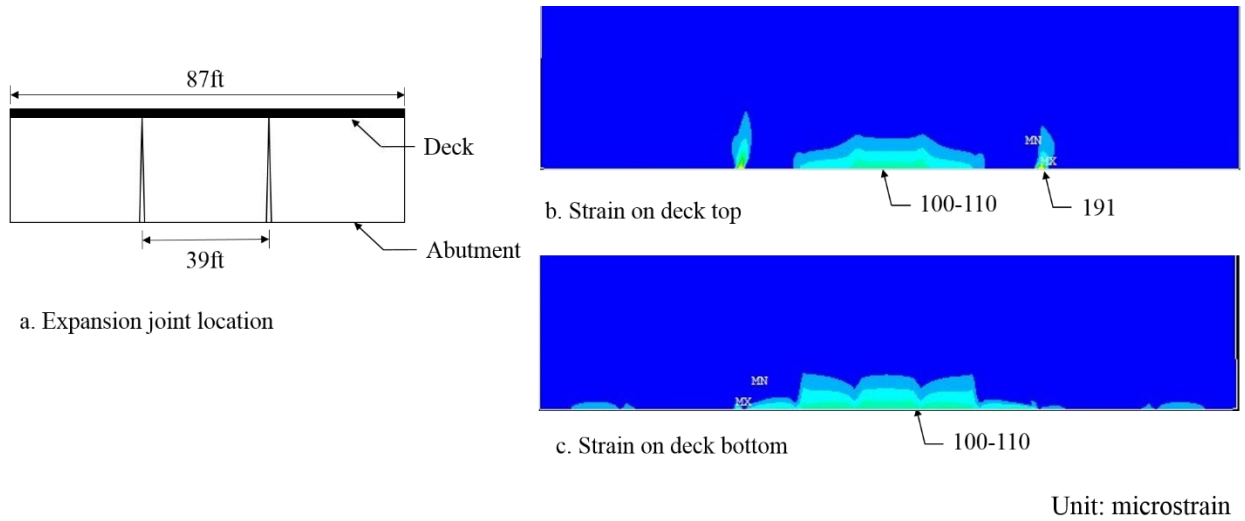 87ft
Deck
Abutment
39ft
a. Expansion joint location
MN
MX
b. Strain on deck top
100-110
191
MN
MX
c. Strain on deck bottom
100-110
Unit: microstrain